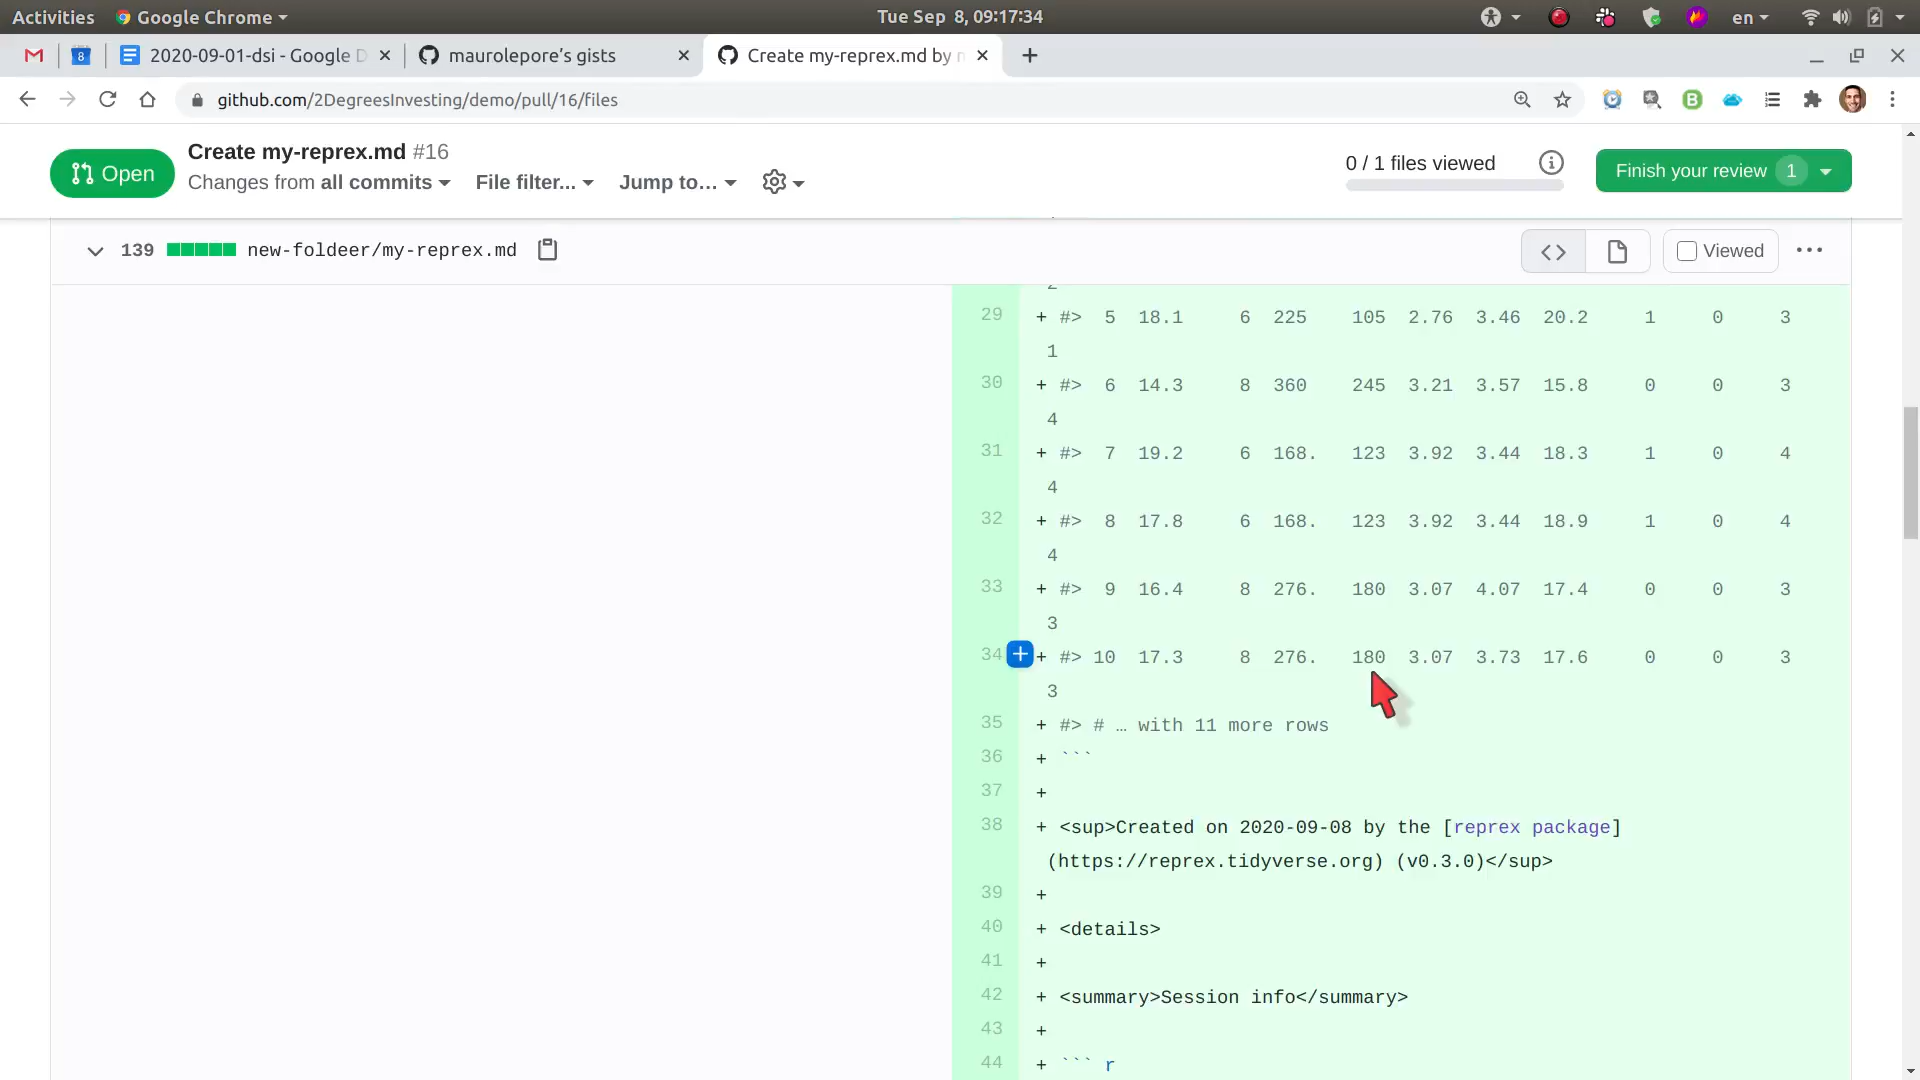 Activities Google Chrome Tue Sep 8, 09:17:34 en
8 2020-09-01-dsi - Google D maurolepore's gists Create my-reprex.md by
github.com/2DegreesInvesting/demo/pull/16/files B
Create my-reprex.md #16
Open Changes from all commits File filter... Jump to... 0 / 1 files viewed Finish your review 1
139 new-foldeer/my-reprex.md Viewed
29 + #> 5 18.1 6 225 105 2.76 3.46 20.2 1 0 3
1
30 + #> 6 14.3 8 360 245 3.21 3.57 15.8 0 0 3
4
31 + #> 7 19.2 6 168. 123 3.92 3.44 18.3 1 0 4
4
32 + #> 8 17.8 6 168. 123 3.92 3.44 18.9 1 0 4
4
33 + #> 9 16.4 8 276. 180 3.07 4.07 17.4 0 0 3
3
34 + #> 10 17.3 8 276. 180 3.07 3.73 17.6 0 0 3
3
35 + #> # … with 11 more rows
36 + ```
37 +
38 + <sup>Created on 2020-09-08 by the [reprex package]
(https://reprex.tidyverse.org) (v0.3.0)</sup>
39 +
40 + <details>
41 +
42 + <summary>Session info</summary>
43 +
44 + ``` r